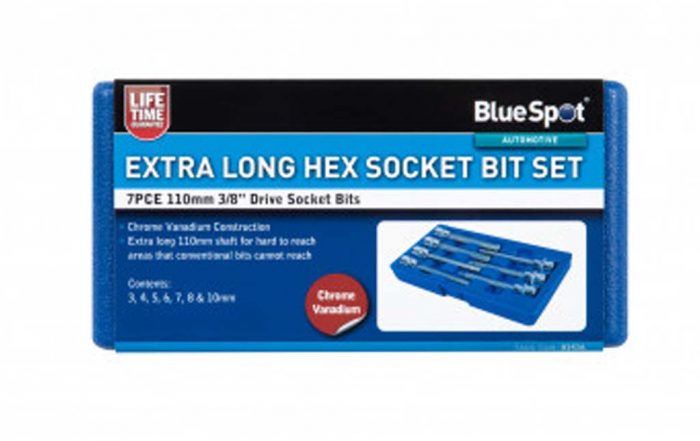 LIFE
TIME
GUARANTEE
BlueSpot®
AUTOMOTIVE
EXTRA LONG HEX SOCKET BIT SET
7PCE 110mm 3/8" Drive Socket Bits
• Chrome Vanadium Construction
• Extra long 110mm shaft for hard to reach
areas that conventional bits cannot reach
Contents:
3, 4, 5, 6, 7, 8 & 10mm
Chrome
Vanadium